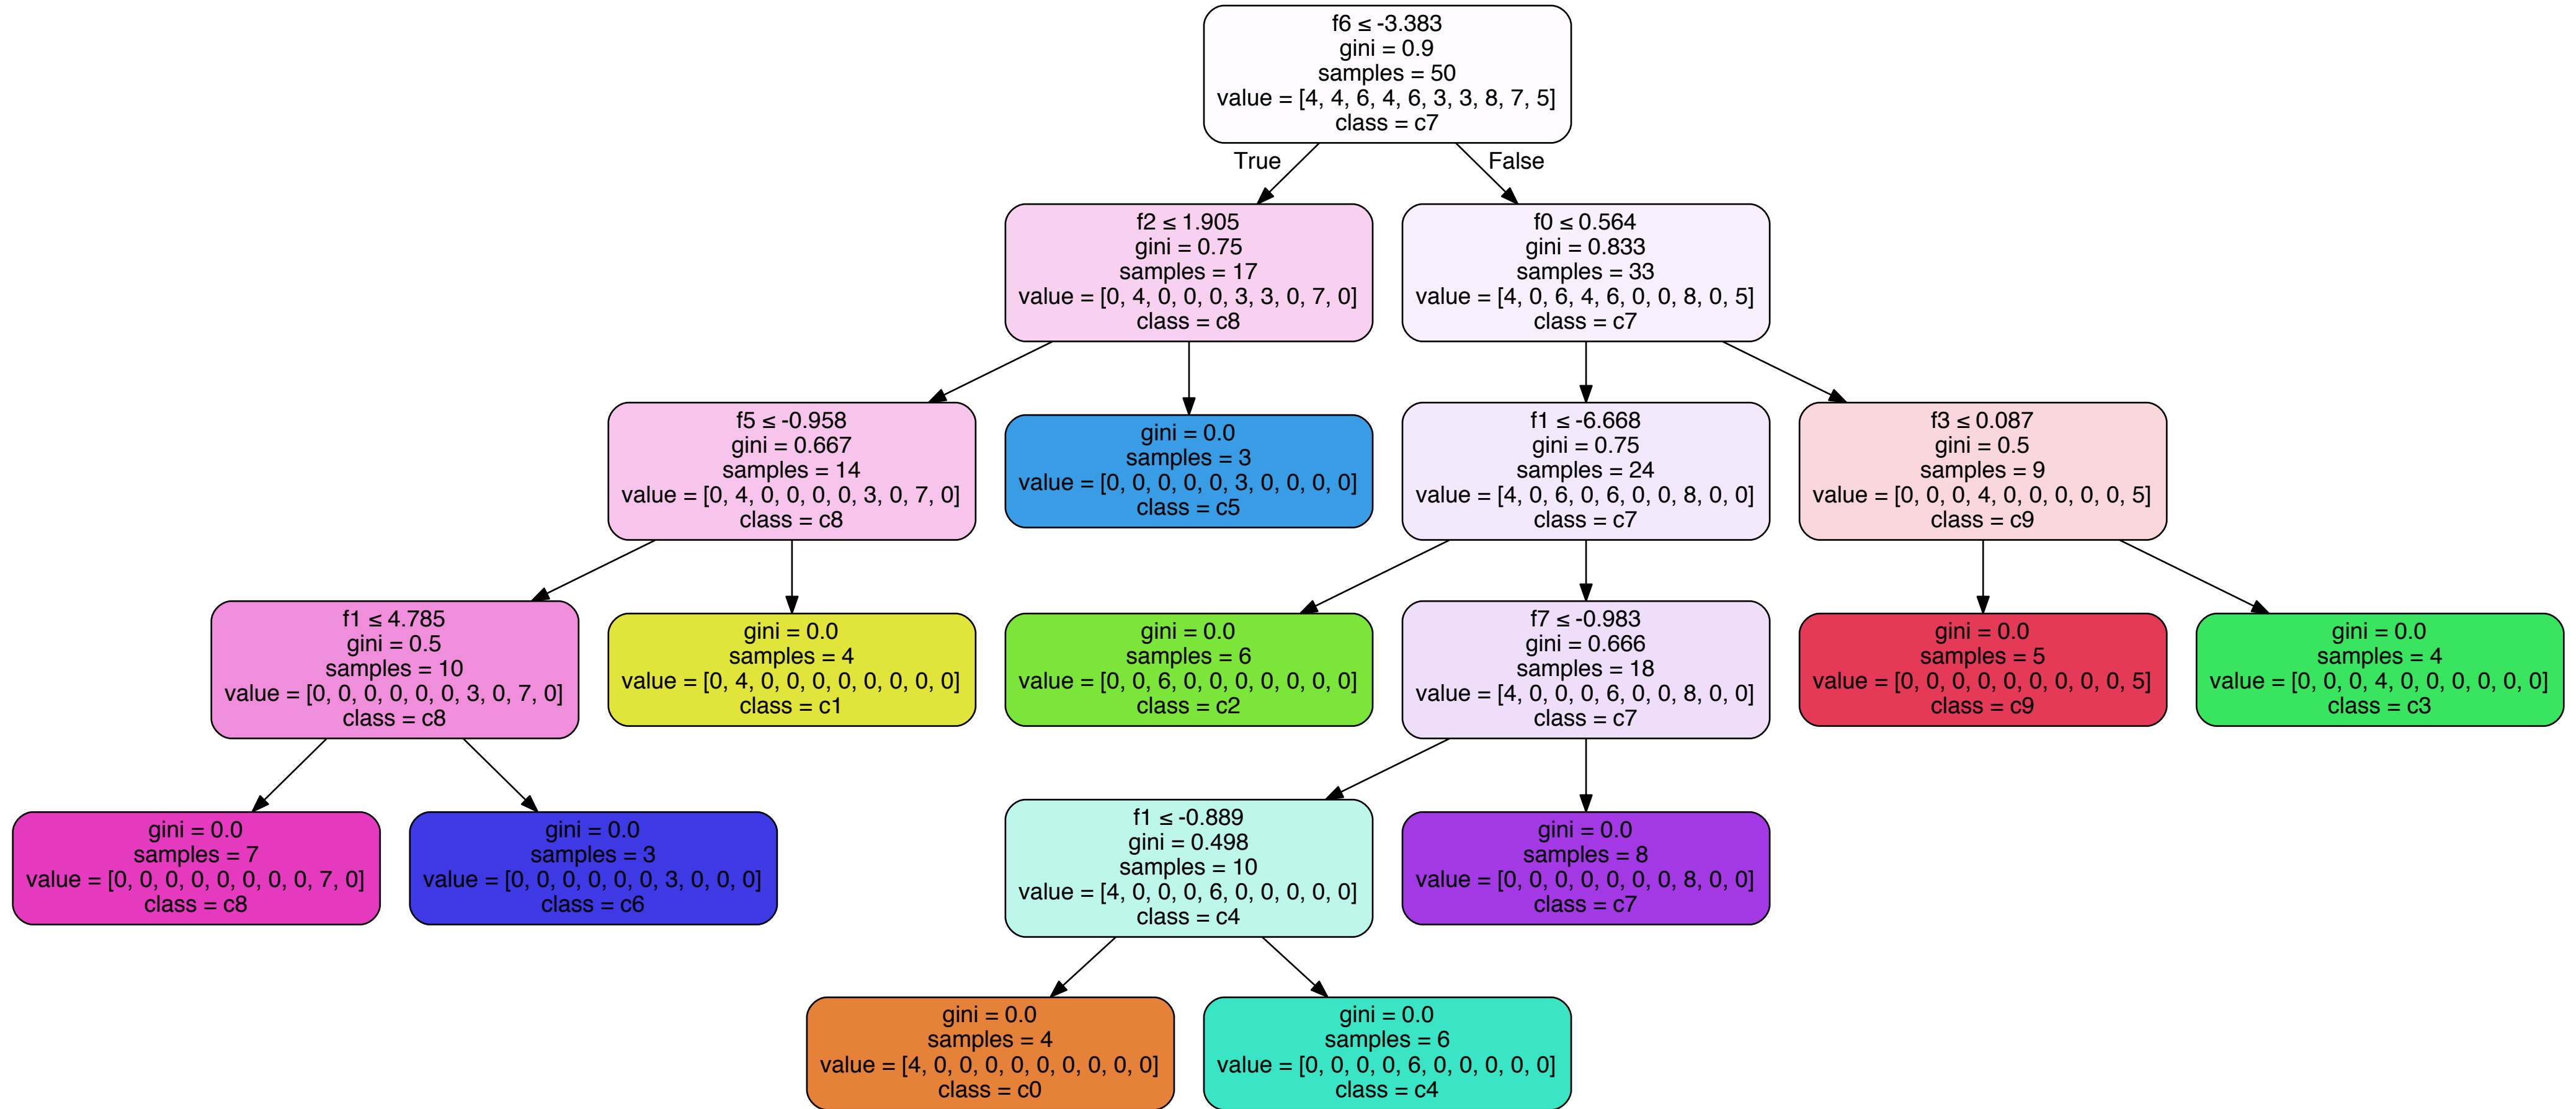 f6 ≤ -3.383
gini = 0.9
samples = 50
value = [4, 4, 6, 4, 6, 3, 3, 8, 7, 5]
class = c7
True
False
f2 ≤ 1.905
gini = 0.75
samples = 17
value = [0, 4, 0, 0, 0, 3, 3, 0, 7, 0]
class = c8
f0 ≤ 0.564
gini = 0.833
samples = 33
value = [4, 0, 6, 4, 6, 0, 0, 8, 0, 5]
class = c7
f5 ≤ -0.958
gini = 0.667
samples = 14
value = [0, 4, 0, 0, 0, 0, 3, 0, 7, 0]
class = c8
gini = 0.0
samples = 3
value = [0, 0, 0, 0, 0, 3, 0, 0, 0, 0]
class = c5
f1 ≤ -6.668
gini = 0.75
samples = 24
value = [4, 0, 6, 0, 6, 0, 0, 8, 0, 0]
class = c7
f3 ≤ 0.087
gini = 0.5
samples = 9
value = [0, 0, 0, 4, 0, 0, 0, 0, 0, 5]
class = c9
f1 ≤ 4.785
gini = 0.5
samples = 10
value = [0, 0, 0, 0, 0, 0, 3, 0, 7, 0]
class = c8
gini = 0.0
samples = 4
value = [0, 4, 0, 0, 0, 0, 0, 0, 0, 0]
class = c1
gini = 0.0
samples = 6
value = [0, 0, 6, 0, 0, 0, 0, 0, 0, 0]
class = c2
f7 ≤ -0.983
gini = 0.666
samples = 18
value = [4, 0, 0, 0, 6, 0, 0, 8, 0, 0]
class = c7
gini = 0.0
samples = 5
value = [0, 0, 0, 0, 0, 0, 0, 0, 0, 5]
class = c9
gini = 0.0
samples = 4
value = [0, 0, 0, 4, 0, 0, 0, 0, 0, 0]
class = c3
gini = 0.0
samples = 7
value = [0, 0, 0, 0, 0, 0, 0, 0, 7, 0]
class = c8
gini = 0.0
samples = 3
value = [0, 0, 0, 0, 0, 0, 3, 0, 0, 0]
class = c6
f1 ≤ -0.889
gini = 0.498
samples = 10
value = [4, 0, 0, 0, 6, 0, 0, 0, 0, 0]
class = c4
gini = 0.0
samples = 8
value = [0, 0, 0, 0, 0, 0, 0, 8, 0, 0]
class = c7
gini = 0.0
samples = 4
value = [4, 0, 0, 0, 0, 0, 0, 0, 0, 0]
class = c0
gini = 0.0
samples = 6
value = [0, 0, 0, 0, 6, 0, 0, 0, 0, 0]
class = c4